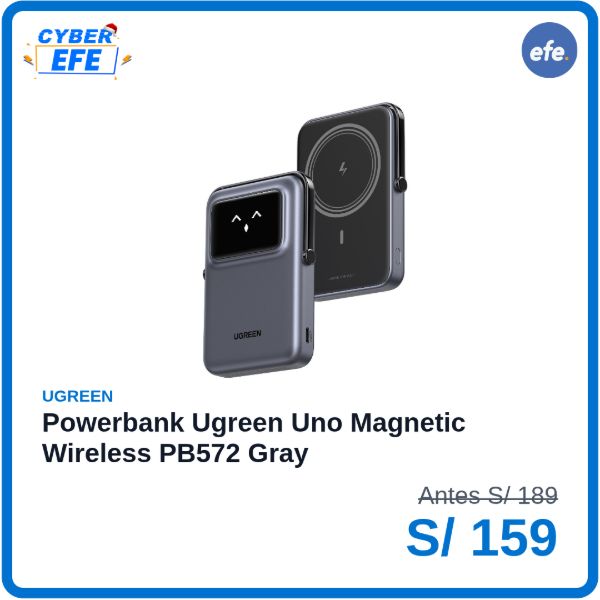 CYBER
EFE
efe.
UGREEN
UGREEN
Powerbank Ugreen Uno Magnetic
Wireless PB572 Gray
Antes S/ 189
S/ 159